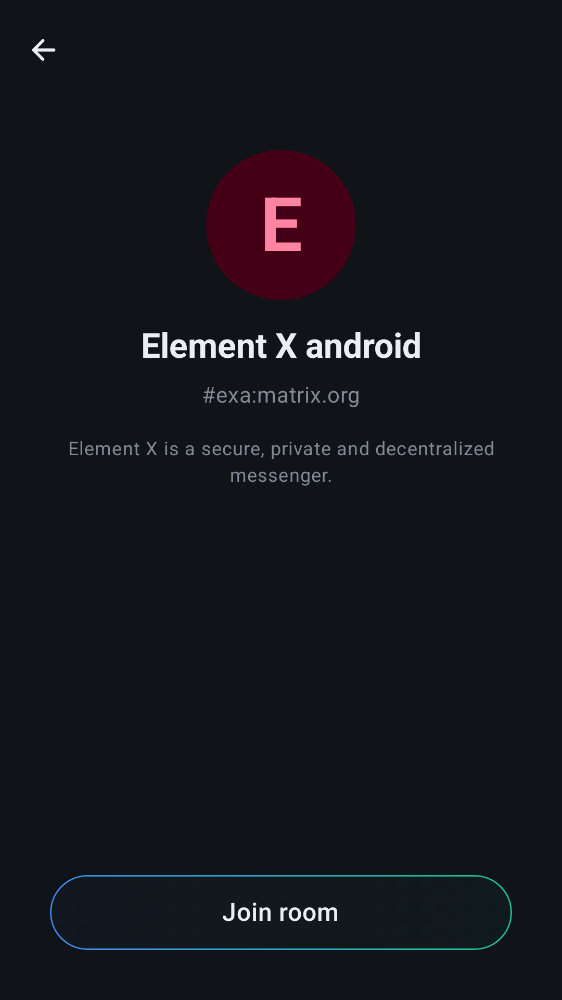 E
Element X android
#exa:matrix.org
Element X is a secure, private and decentralized
messenger.
Join room